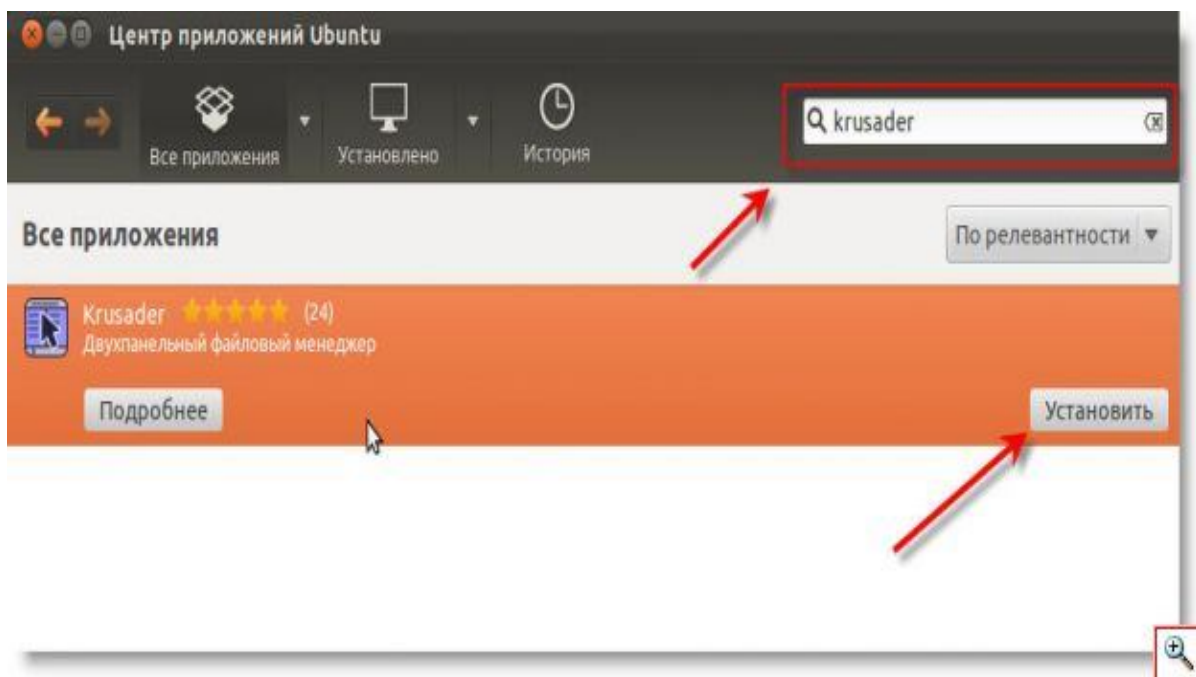 Центр приложений Ubuntu
Все приложения
Установлено
История
krusader
Все приложения
По релевантности
Krusader (24)
Двухпанельный файловый менеджер
Подробнее
Установить